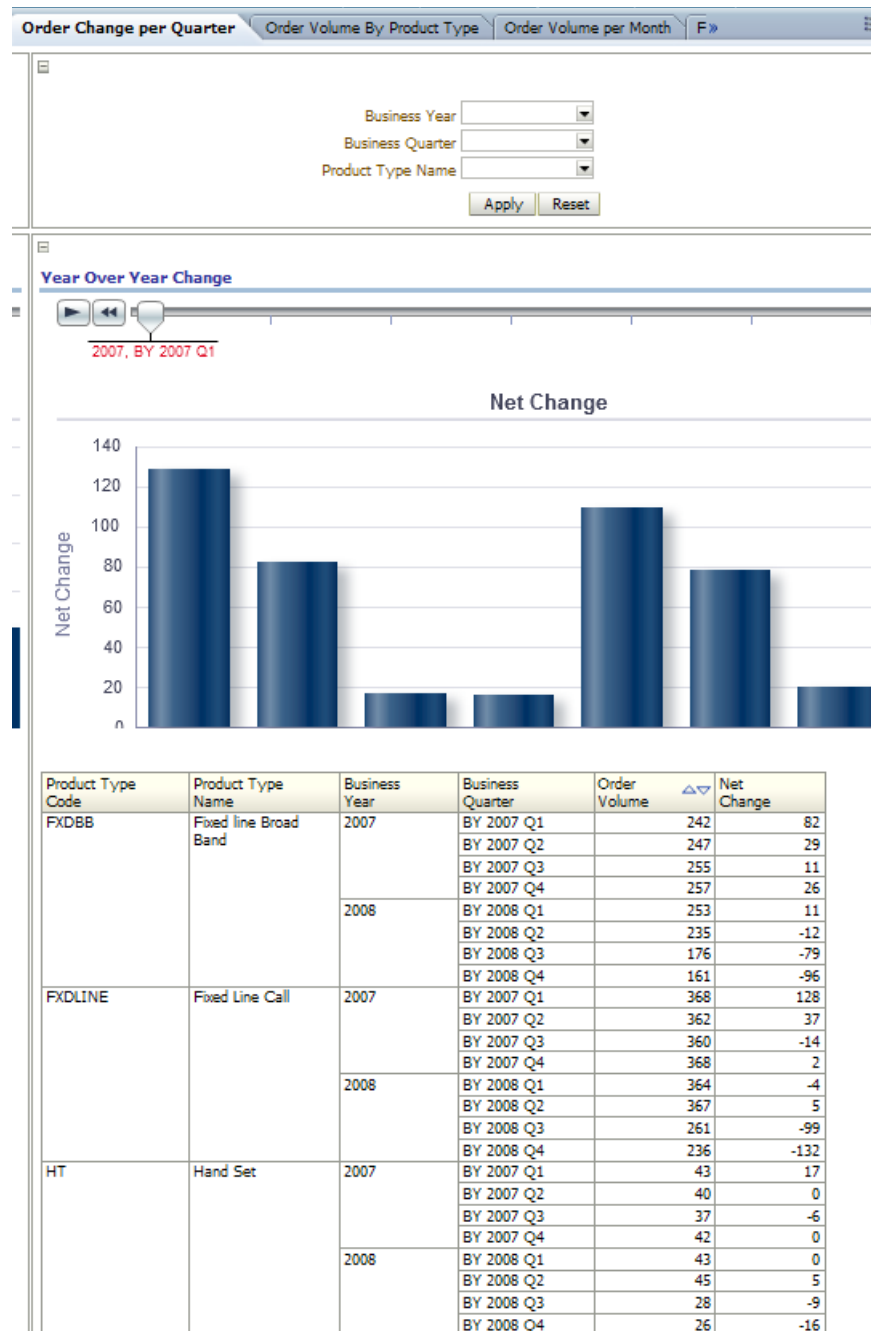 Order Change per Quarter Order Volume By Product Type Order Volume per Month F»
Business Year
Business Quarter
Product Type Name
Apply Reset
Year Over Year Change
2007, BY 2007 Q1
Net Change
140
120
100
80
60
40
20
0
Net Change
Product Type Code Product Type Name Business Year Business Quarter Order Volume Net Change
FXDBB Fixed line Broad Band 2007 BY 2007 Q1 242 82
BY 2007 Q2 247 29
BY 2007 Q3 255 11
BY 2007 Q4 257 26
2008 BY 2008 Q1 253 11
BY 2008 Q2 235 -12
BY 2008 Q3 176 -79
BY 2008 Q4 161 -96
FXDLINE Fixed Line Call 2007 BY 2007 Q1 368 128
BY 2007 Q2 362 37
BY 2007 Q3 360 -14
BY 2007 Q4 368 2
2008 BY 2008 Q1 364 -4
BY 2008 Q2 367 5
BY 2008 Q3 261 -99
BY 2008 Q4 236 -132
HT Hand Set 2007 BY 2007 Q1 43 17
BY 2007 Q2 40 0
BY 2007 Q3 37 -6
BY 2007 Q4 42 0
2008 BY 2008 Q1 43 0
BY 2008 Q2 45 5
BY 2008 Q3 28 -9
BY 2008 Q4 26 -16